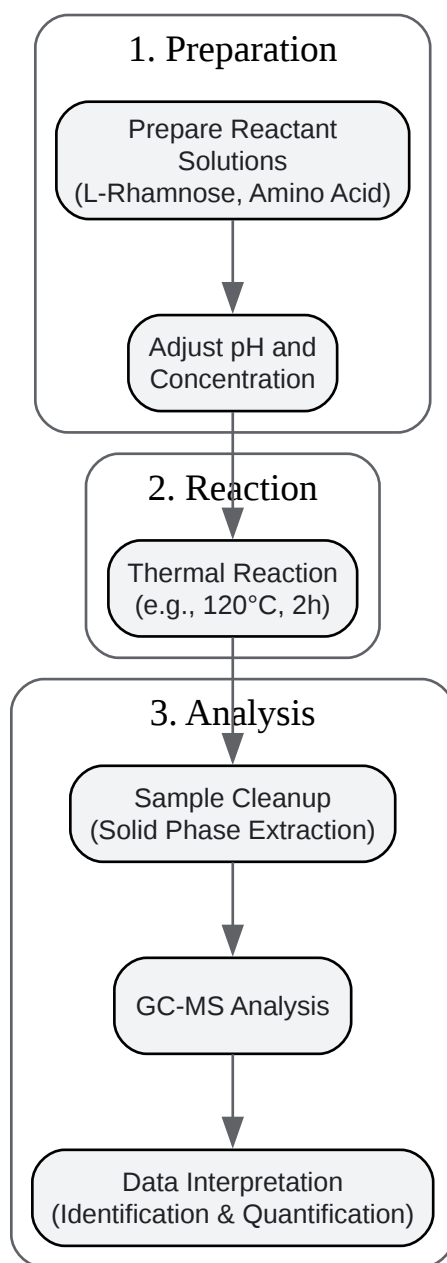 1. Preparation
Prepare Reactant
Solutions
(L-Rhamnose, Amino Acid)
Adjust pH and
Concentration
2. Reaction
Thermal Reaction
(e.g., 120°C, 2h)
3. Analysis
Sample Cleanup
(Solid Phase Extraction)
GC-MS Analysis
Data Interpretation
(Identification & Quantification)